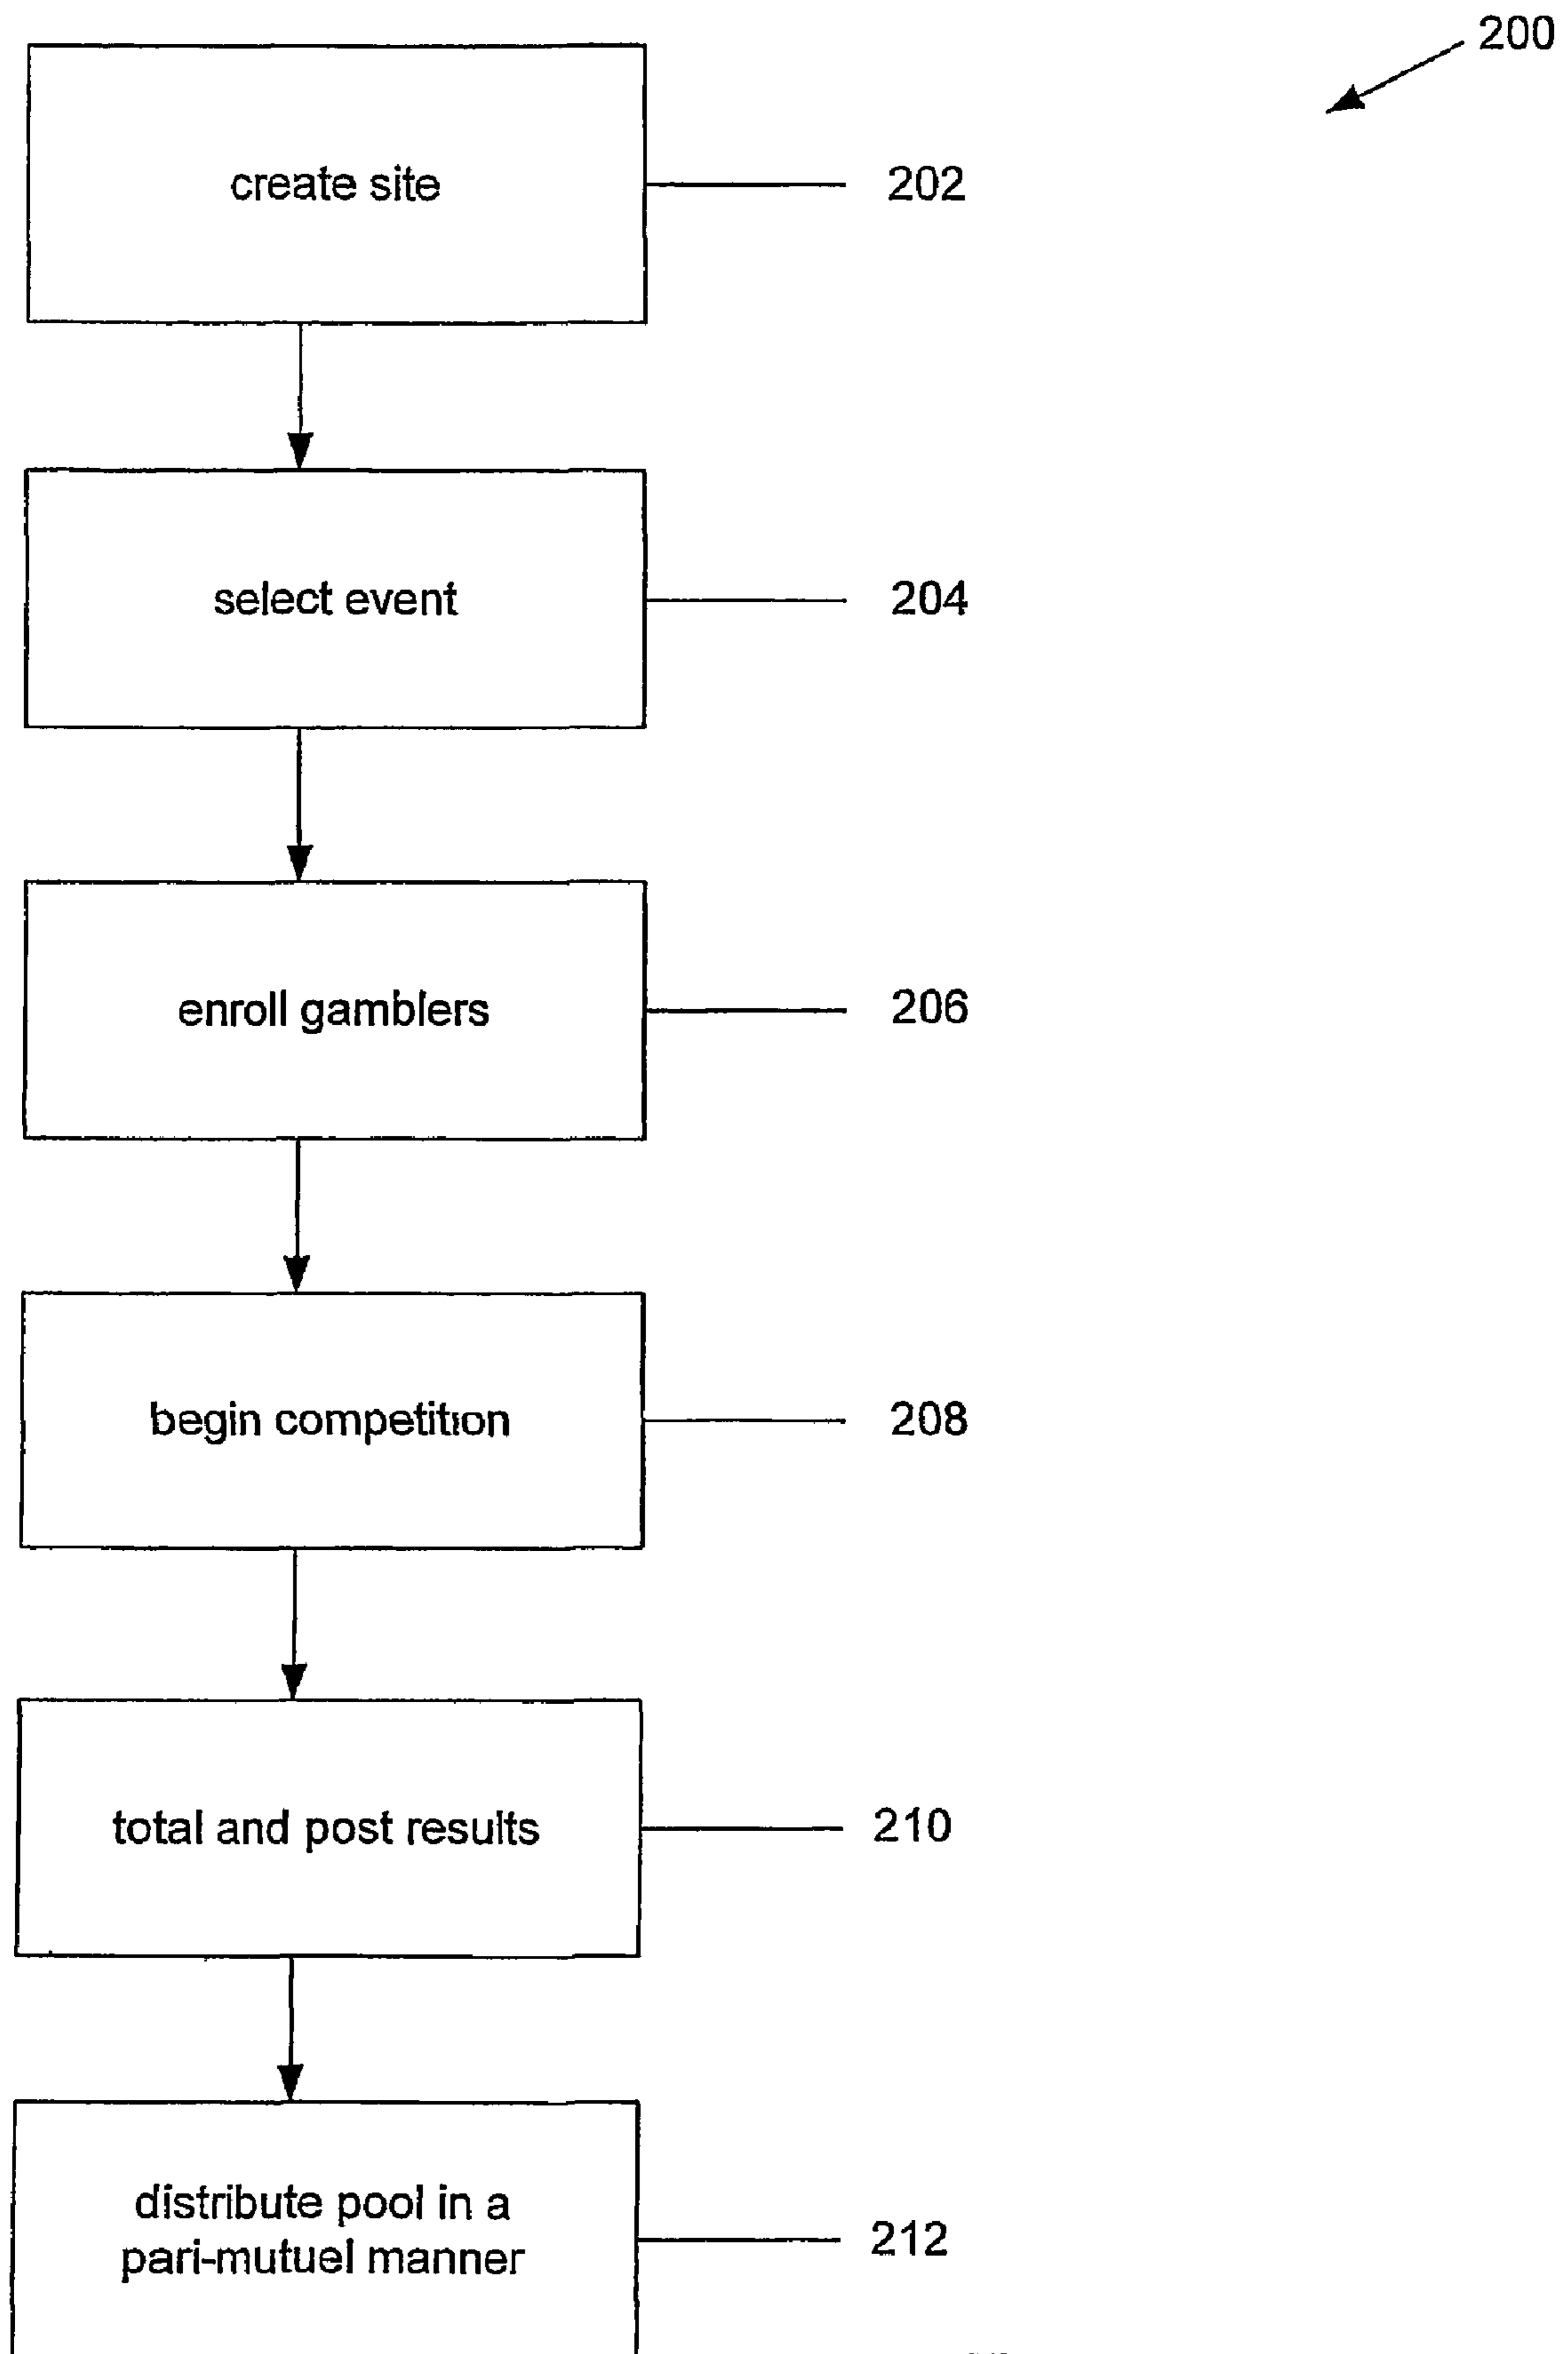 200
create site
202
select event
204
enroll gamblers
206
begin competition
208
total and post results
210
distribute pool in a
pari-mutuel manner
212